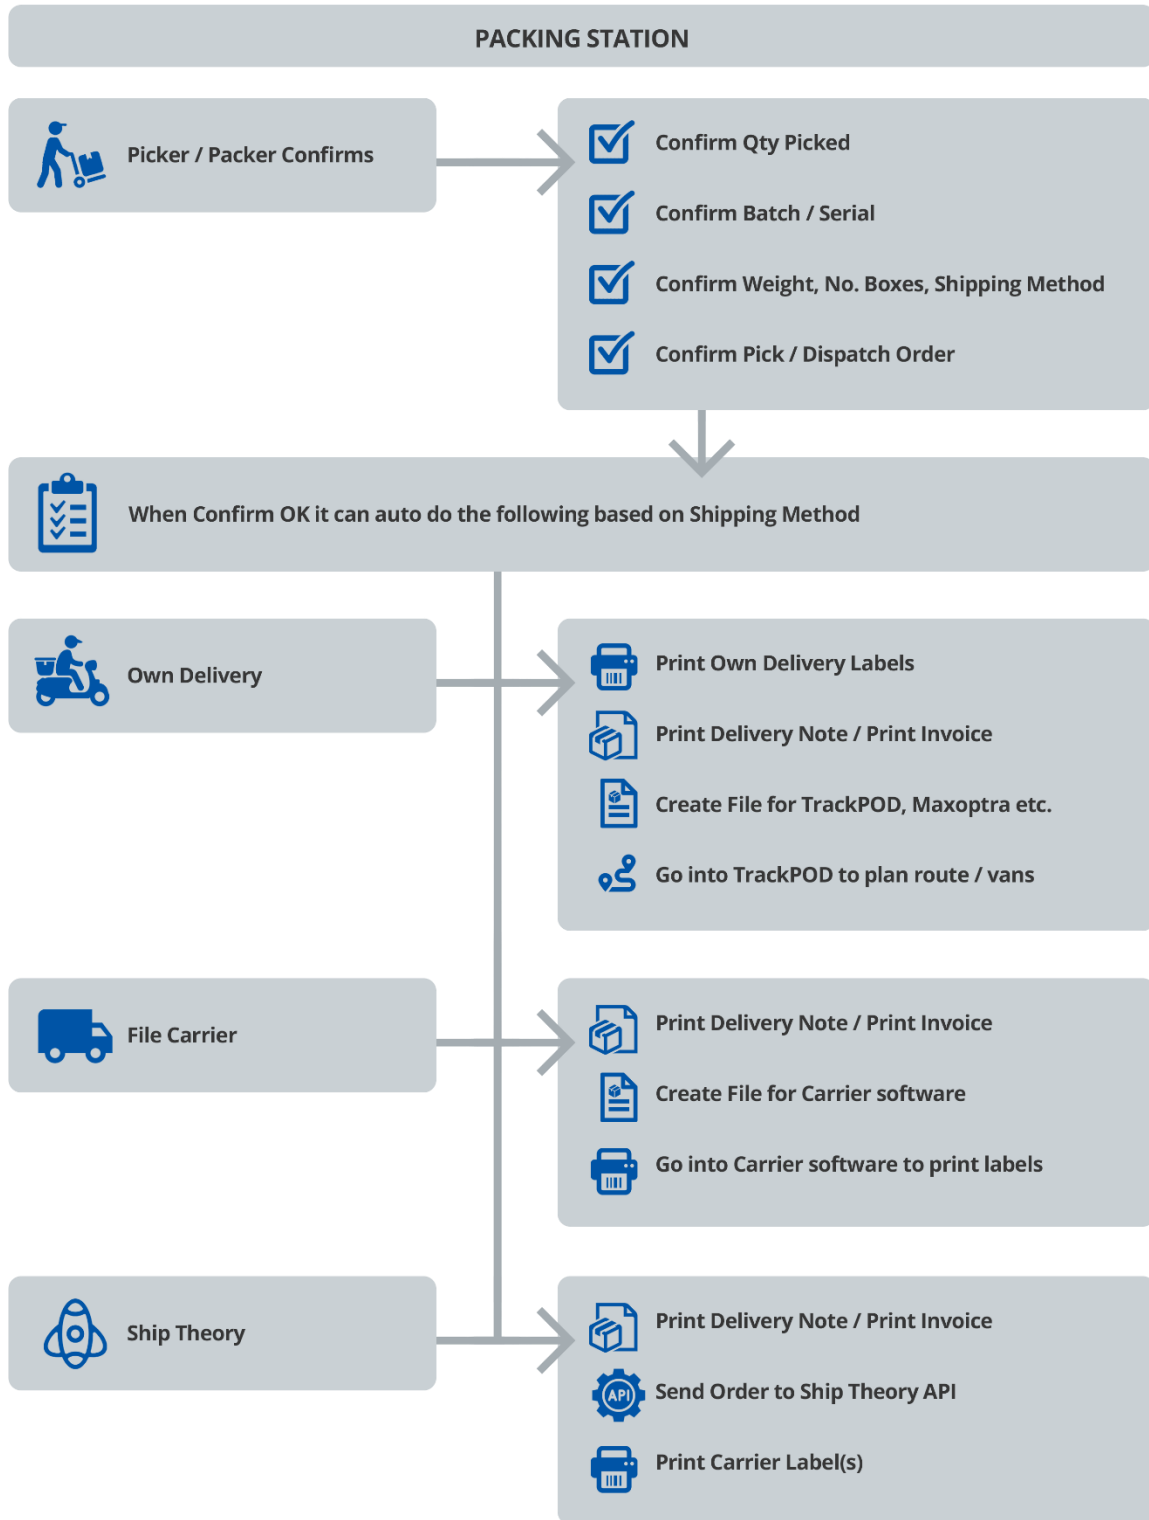 PACKING STATION
Picker / Packer Confirms
Confirm Qty Picked
Confirm Batch / Serial
Confirm Weight, No. Boxes, Shipping Method
Confirm Pick / Dispatch Order
When Confirm OK it can auto do the following based on Shipping Method
Own Delivery
Print Own Delivery Labels
Print Delivery Note / Print Invoice
Create File for TrackPOD, Maxoptra etc.
Go into TrackPOD to plan route / vans
File Carrier
Print Delivery Note / Print Invoice
Create File for Carrier software
Go into Carrier software to print labels
Ship Theory
Print Delivery Note / Print Invoice
API
Send Order to Ship Theory API
Print Carrier Label(s)